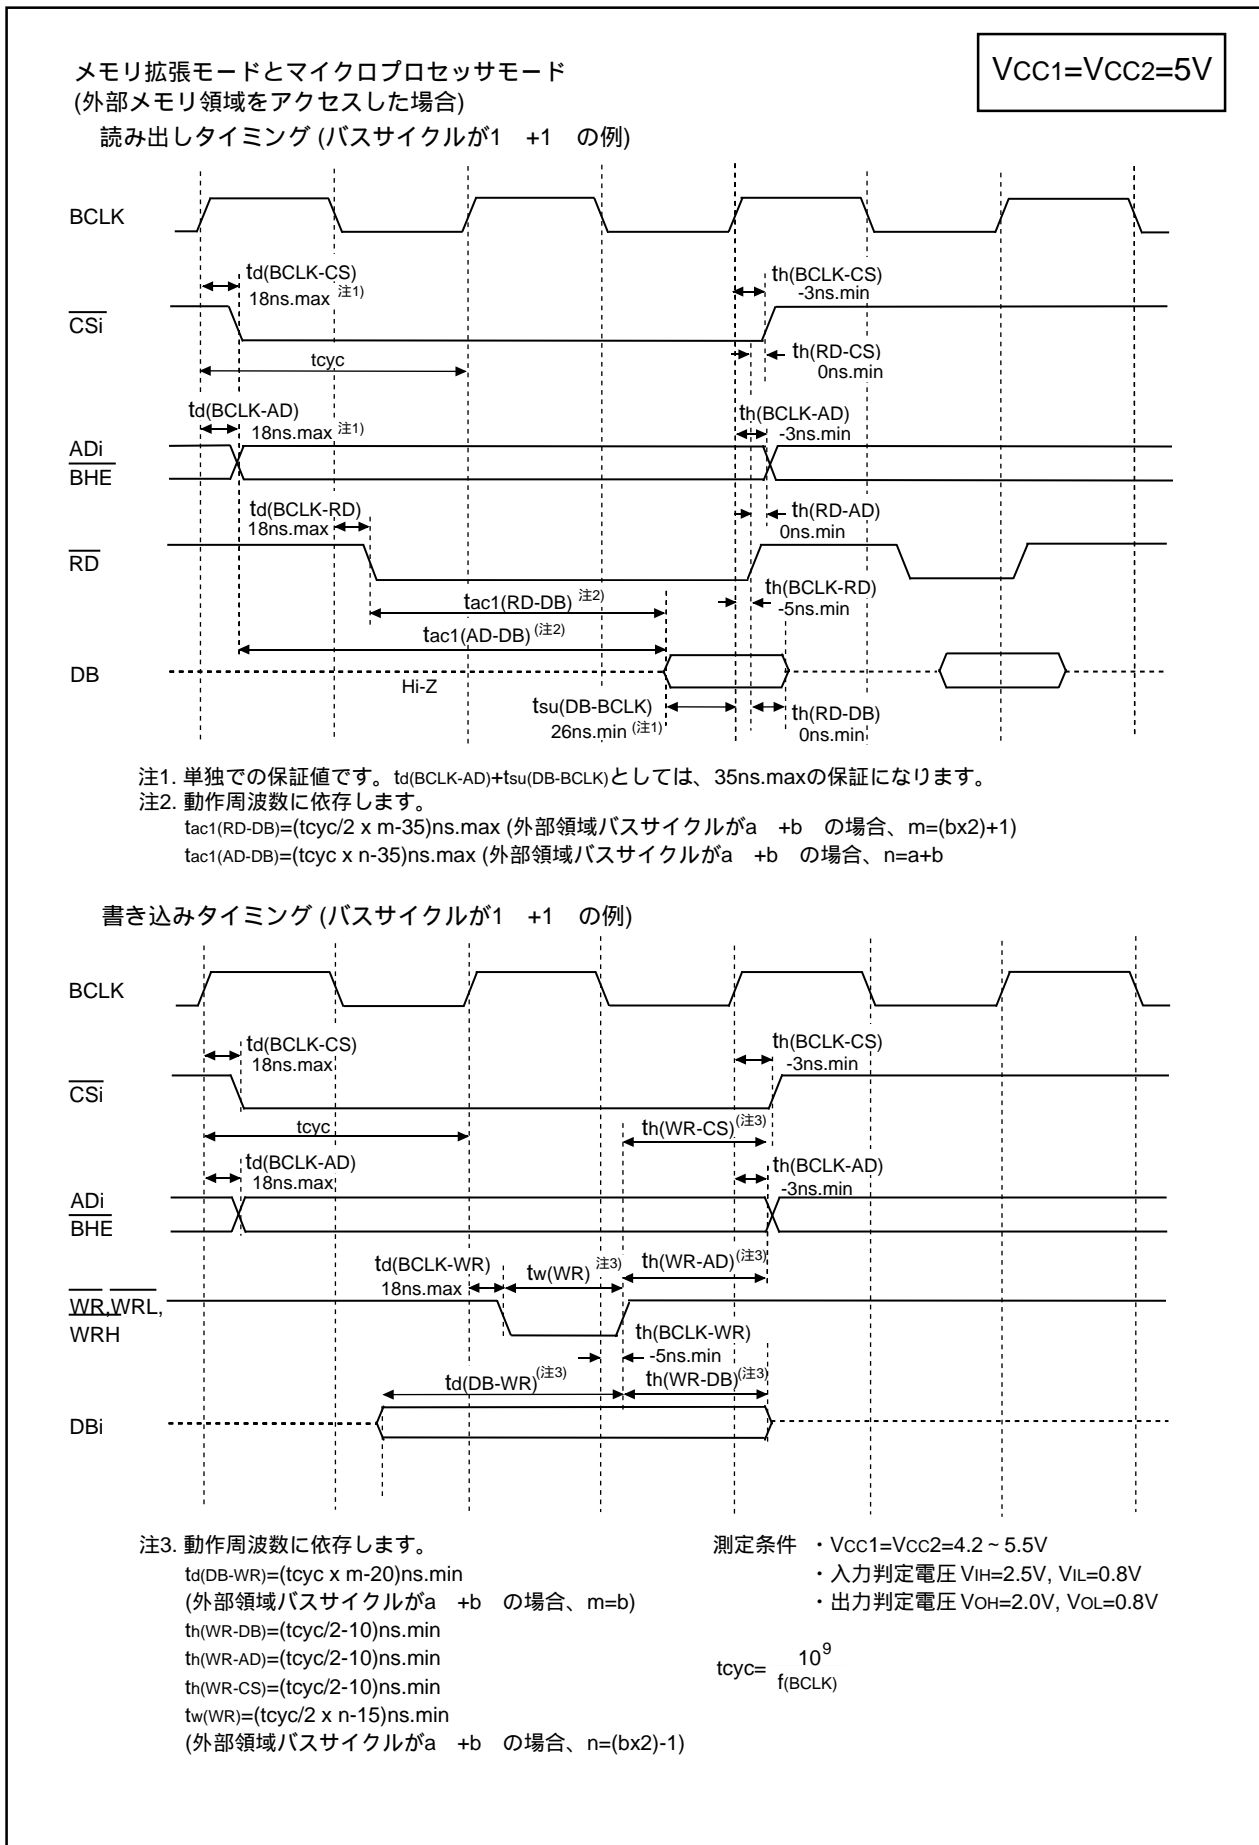 VCC1=VCC2=5V
メモリ拡張モードとマイクロプロセッサモード
(外部メモリ領域をアクセスした場合)
読み出しタイミング (バスサイクルが1 +1 の例)
BCLK
td(BCLK-CS)
18ns.max 注1)
th(BCLK-CS)
-3ns.min
CSi
tcyc
th(RD-CS)
0ns.min
td(BCLK-AD)
18ns.max 注1)
th(BCLK-AD)
-3ns.min
ADi
BHE
td(BCLK-RD)
18ns.max
th(RD-AD)
0ns.min
RD
th(BCLK-RD)
-5ns.min
tac1(RD-DB) 注2)
tac1(AD-DB) (注2)
DB
Hi-Z
tsu(DB-BCLK)
26ns.min (注1)
th(RD-DB)
0ns.min
注1. 単独での保証値です。td(BCLK-AD)+tsu(DB-BCLK)としては、35ns.maxの保証になります。
注2. 動作周波数に依存します。
tac1(RD-DB)=(tcyc/2 x m-35)ns.max (外部領域バスサイクルがa +b の場合、m=(bx2)+1)
tac1(AD-DB)=(tcyc x n-35)ns.max (外部領域バスサイクルがa +b の場合、n=a+b
書き込みタイミング (バスサイクルが1 +1 の例)
BCLK
td(BCLK-CS)
18ns.max
th(BCLK-CS)
-3ns.min
CSi
tcyc
th(WR-CS)(注3)
td(BCLK-AD)
18ns.max
th(BCLK-AD)
-3ns.min
ADi
BHE
td(BCLK-WR)
18ns.max
tw(WR) 注3)
th(WR-AD)(注3)
WR,WRL,
WRH
th(BCLK-WR)
-5ns.min
td(DB-WR)(注3)
th(WR-DB)(注3)
DBi
注3. 動作周波数に依存します。
td(DB-WR)=(tcyc x m-20)ns.min
(外部領域バスサイクルがa +b の場合、m=b)
th(WR-DB)=(tcyc/2-10)ns.min
th(WR-AD)=(tcyc/2-10)ns.min
th(WR-CS)=(tcyc/2-10)ns.min
tw(WR)=(tcyc/2 x n-15)ns.min
(外部領域バスサイクルがa +b の場合、n=(bx2)-1)
測定条件 ・VCC1=VCC2=4.2 ~ 5.5V
・入力判定電圧 VIH=2.5V, VIL=0.8V
・出力判定電圧 VOH=2.0V, VOL=0.8V
tcyc= 10^9
f(BCLK)